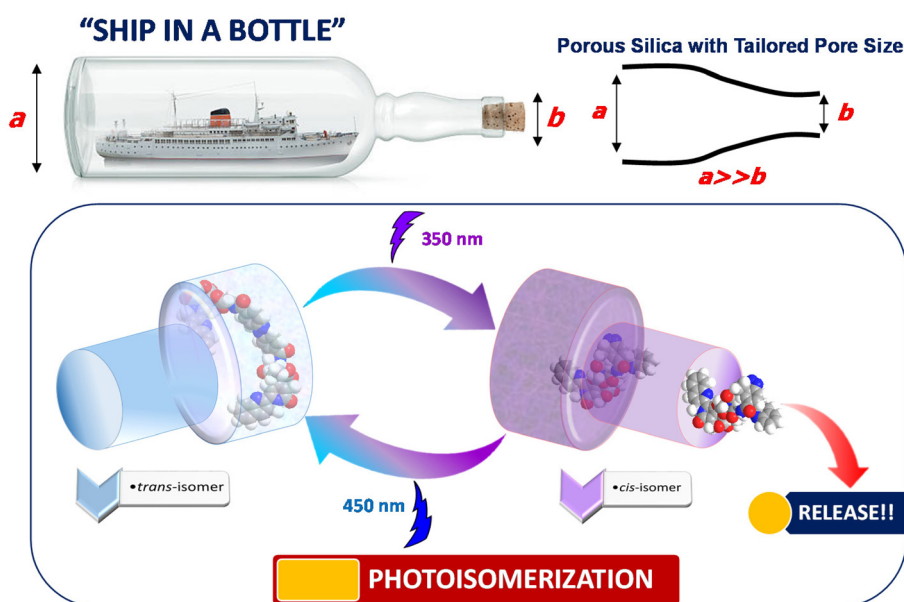 “SHIP IN A BOTTLE”
Porous Silica with Tailored Pore Size
a
b
a
b
a>>b
350 nm
•trans-isomer
•cis-isomer
450 nm
RELEASE!!
PHOTOISOMERIZATION